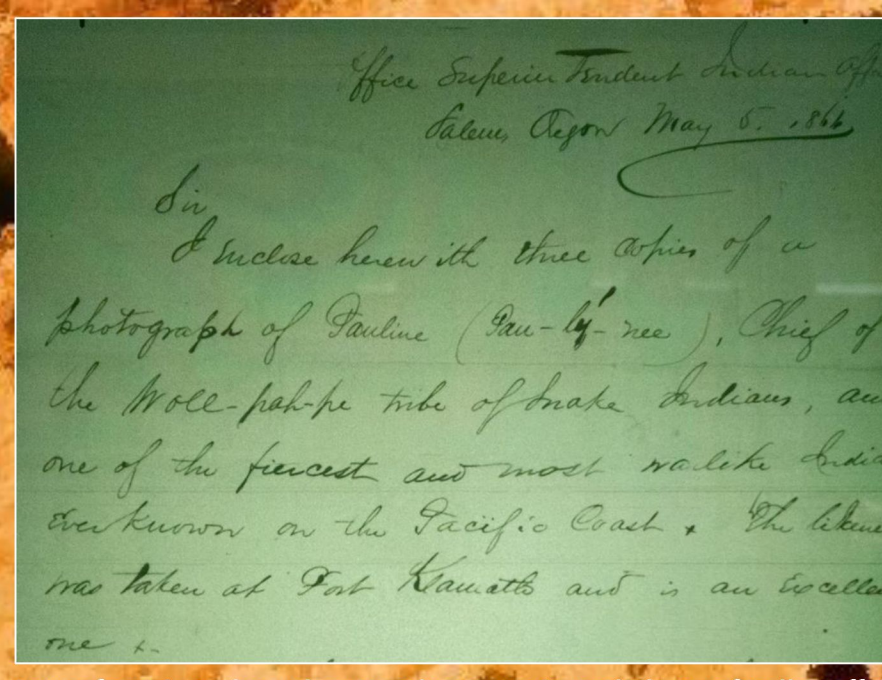 Office Superintendent Indian Affa
Salem, Oregon May 5. 1866
Sir
I enclose herewith three copies of a
photograph of Pauline (Pau-ly'-nee), Chief of
the Woll-pah-pe tribe of Snake Indians, an
one of the fiercest and most warlike India
ever known on the Pacific Coast. The likene
was taken at Fort Klamath and is an excelle
one